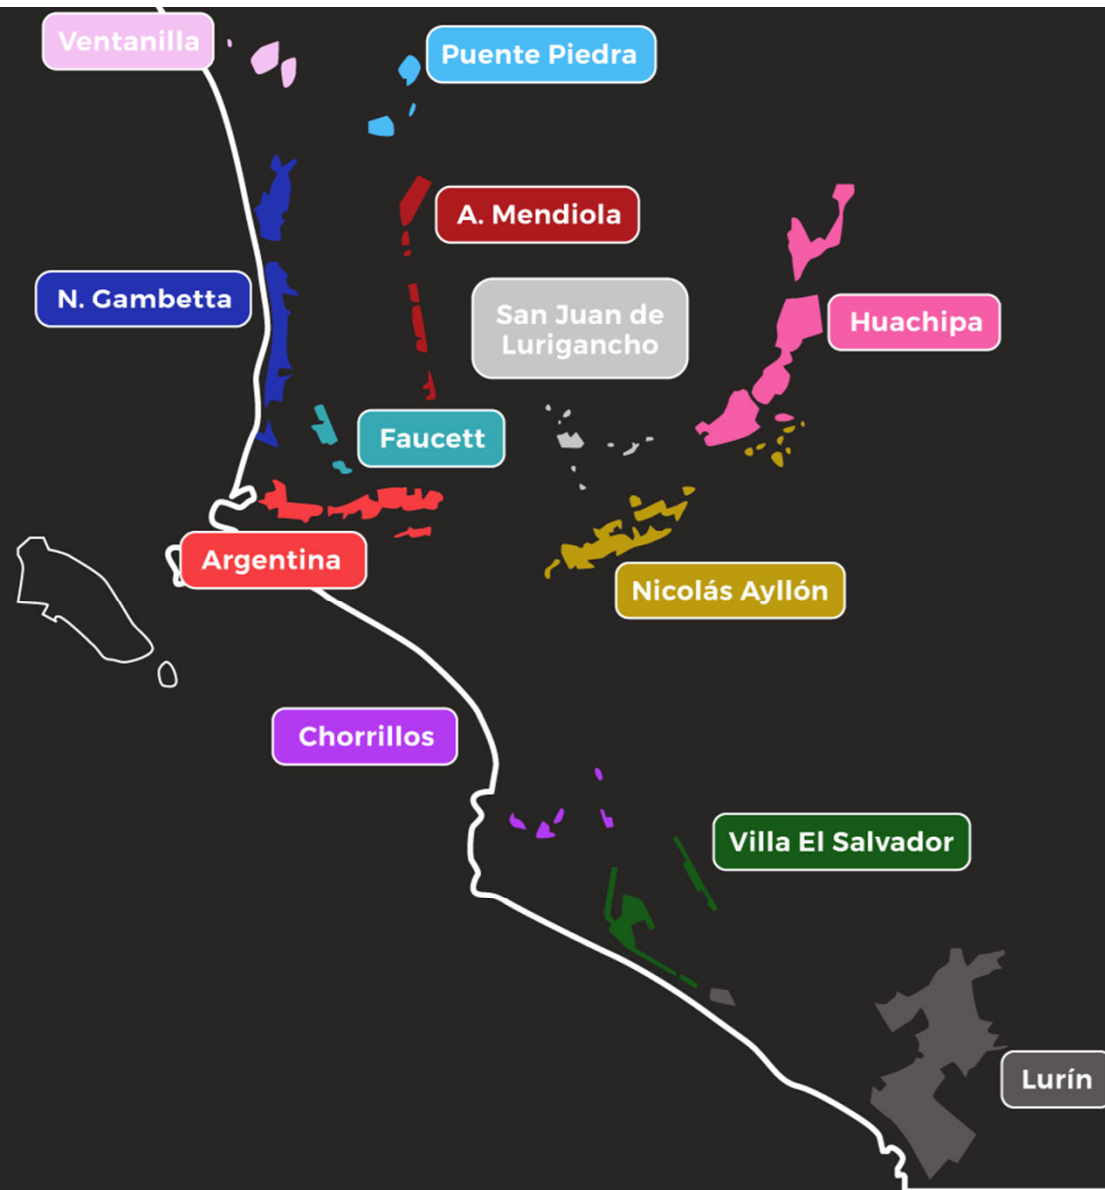 Ventanilla
Puente Piedra
A. Mendiola
N. Gambetta
San Juan de
Lurigancho
Huachipa
Faucett
Argentina
Nicolás Ayllón
Chorrillos
Villa El Salvador
Lurín